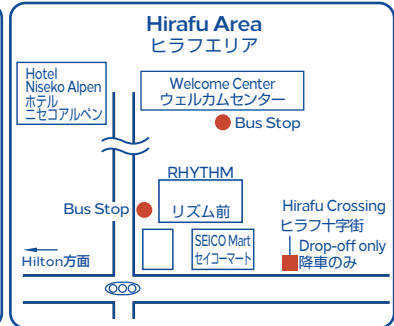 Hirafu Area
ヒラフエリア
Hotel
Niseko Alpen
ホテル
ニセコアルペン
Welcome Center
ウェルカムセンター
Bus Stop
RHYTHM
リズム前
Bus Stop
SEICO Mart
セイコーマート
Hirafu Crossing
ヒラフ十字街
Drop-off only
降車のみ
Hilton方面